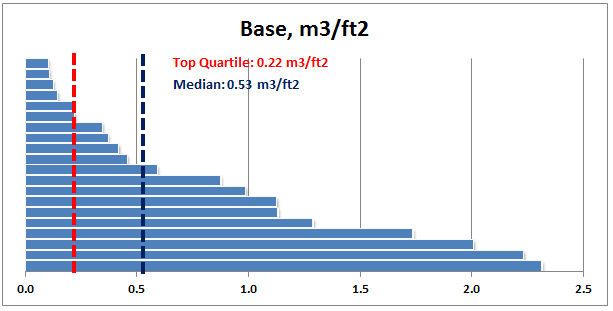 Base, m3/ft2
Top Quartile: 0.22 m3/ft2
Median: 0.53 m3/ft2
0.0 0.5 1.0 1.5 2.0 2.5